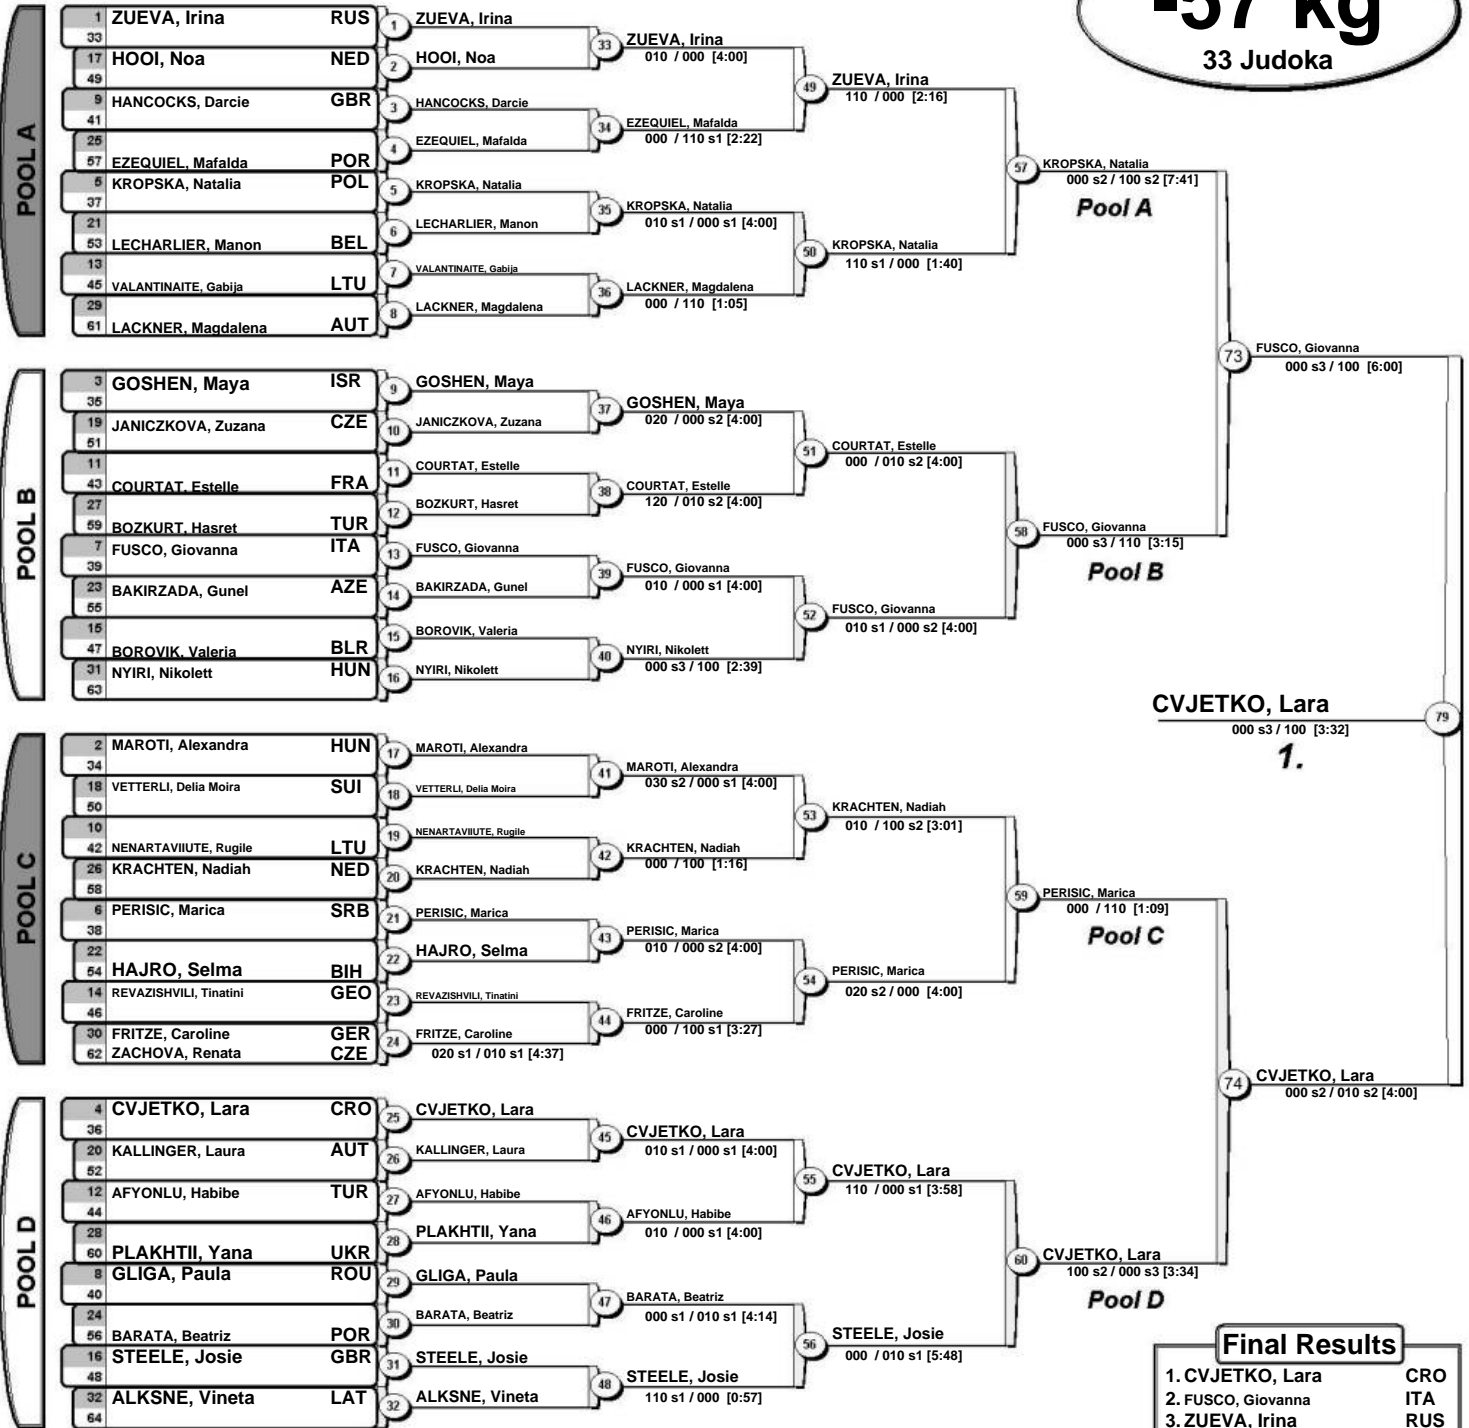 -57 kg
33 Judoka
POOL A
1 ZUEVA, Irina RUS
33
17 HOOI, Noa NED
49
9 HANCOCKS, Darcie GBR
41
25
57 EZEQUIEL, Mafalda POR
5 KROPSKA, Natalia POL
37
21
53 LECHARLIER, Manon BEL
13
45 VALANTINAITE, Gabija LTU
29
61 LACKNER, Magdalena AUT
1 ZUEVA, Irina
2 HOOI, Noa
3 HANCOCKS, Darcie
4 EZEQUIEL, Mafalda
5 KROPSKA, Natalia
6 LECHARLIER, Manon
7 VALANTINAITE, Gabija
8 LACKNER, Magdalena
33 ZUEVA, Irina
010 / 000 [4:00]
34 EZEQUIEL, Mafalda
000 / 110 s1 [2:22]
35 KROPSKA, Natalia
010 s1 / 000 s1 [4:00]
36 LACKNER, Magdalena
000 / 110 [1:05]
49 ZUEVA, Irina
110 / 000 [2:16]
50 KROPSKA, Natalia
110 s1 / 000 [1:40]
57 KROPSKA, Natalia
000 s2 / 100 s2 [7:41]
Pool A
POOL B
3 GOSHEN, Maya ISR
35
19 JANICZKOVA, Zuzana CZE
51
11
43 COURTAT, Estelle FRA
27
59 BOZKURT, Hasret TUR
7 FUSCO, Giovanna ITA
39
23 BAKIRZADA, Gunel AZE
55
15
47 BOROVIK, Valeria BLR
31 NYIRI, Nikolett HUN
63
9 GOSHEN, Maya
10 JANICZKOVA, Zuzana
11 COURTAT, Estelle
12 BOZKURT, Hasret
13 FUSCO, Giovanna
14 BAKIRZADA, Gunel
15 BOROVIK, Valeria
16 NYIRI, Nikolett
37 GOSHEN, Maya
020 / 000 s2 [4:00]
38 COURTAT, Estelle
120 / 010 s2 [4:00]
39 FUSCO, Giovanna
010 / 000 s1 [4:00]
40 NYIRI, Nikolett
000 s3 / 100 [2:39]
51 COURTAT, Estelle
000 / 010 s2 [4:00]
52 FUSCO, Giovanna
010 s1 / 000 s2 [4:00]
58 FUSCO, Giovanna
000 s3 / 110 [3:15]
Pool B
73 FUSCO, Giovanna
000 s3 / 100 [6:00]
POOL C
2 MAROTI, Alexandra HUN
34
18 VETTERLI, Delia Moira SUI
50
10
42 NENARTAVIIUTE, Rugile LTU
26 KRACHTEN, Nadiah NED
58
6 PERISIC, Marica SRB
38
22
54 HAJRO, Selma BIH
14 REVAZISHVILI, Tinatini GEO
46
30 FRITZE, Caroline GER
62 ZACHOVA, Renata CZE
17 MAROTI, Alexandra
18 VETTERLI, Delia Moira
19 NENARTAVIIUTE, Rugile
20 KRACHTEN, Nadiah
21 PERISIC, Marica
22 HAJRO, Selma
23 REVAZISHVILI, Tinatini
24 FRITZE, Caroline
020 s1 / 010 s1 [4:37]
41 MAROTI, Alexandra
030 s2 / 000 s1 [4:00]
42 KRACHTEN, Nadiah
000 / 100 [1:16]
43 PERISIC, Marica
010 / 000 s2 [4:00]
44 FRITZE, Caroline
000 / 100 s1 [3:27]
53 KRACHTEN, Nadiah
010 / 100 s2 [3:01]
54 PERISIC, Marica
020 s2 / 000 [4:00]
59 PERISIC, Marica
000 / 110 [1:09]
Pool C
CVJETKO, Lara 79
000 s3 / 100 [3:32]
1.
POOL D
4 CVJETKO, Lara CRO
36
20 KALLINGER, Laura AUT
52
12 AFYONLU, Habibe TUR
44
28
60 PLAKHTII, Yana UKR
8 GLIGA, Paula ROU
40
24
56 BARATA, Beatriz POR
16 STEELE, Josie GBR
48
32 ALKSNE, Vineta LAT
64
25 CVJETKO, Lara
26 KALLINGER, Laura
27 AFYONLU, Habibe
28 PLAKHTII, Yana
29 GLIGA, Paula
30 BARATA, Beatriz
31 STEELE, Josie
32 ALKSNE, Vineta
45 CVJETKO, Lara
010 s1 / 000 s1 [4:00]
46 AFYONLU, Habibe
010 / 000 s1 [4:00]
47 BARATA, Beatriz
000 s1 / 010 s1 [4:14]
48 STEELE, Josie
110 s1 / 000 [0:57]
55 CVJETKO, Lara
110 / 000 s1 [3:58]
56 STEELE, Josie
000 / 010 s1 [5:48]
60 CVJETKO, Lara
100 s2 / 000 s3 [3:34]
Pool D
74 CVJETKO, Lara
000 s2 / 010 s2 [4:00]
Final Results
1. CVJETKO, Lara CRO
2. FUSCO, Giovanna ITA
3. ZUEVA, Irina RUS